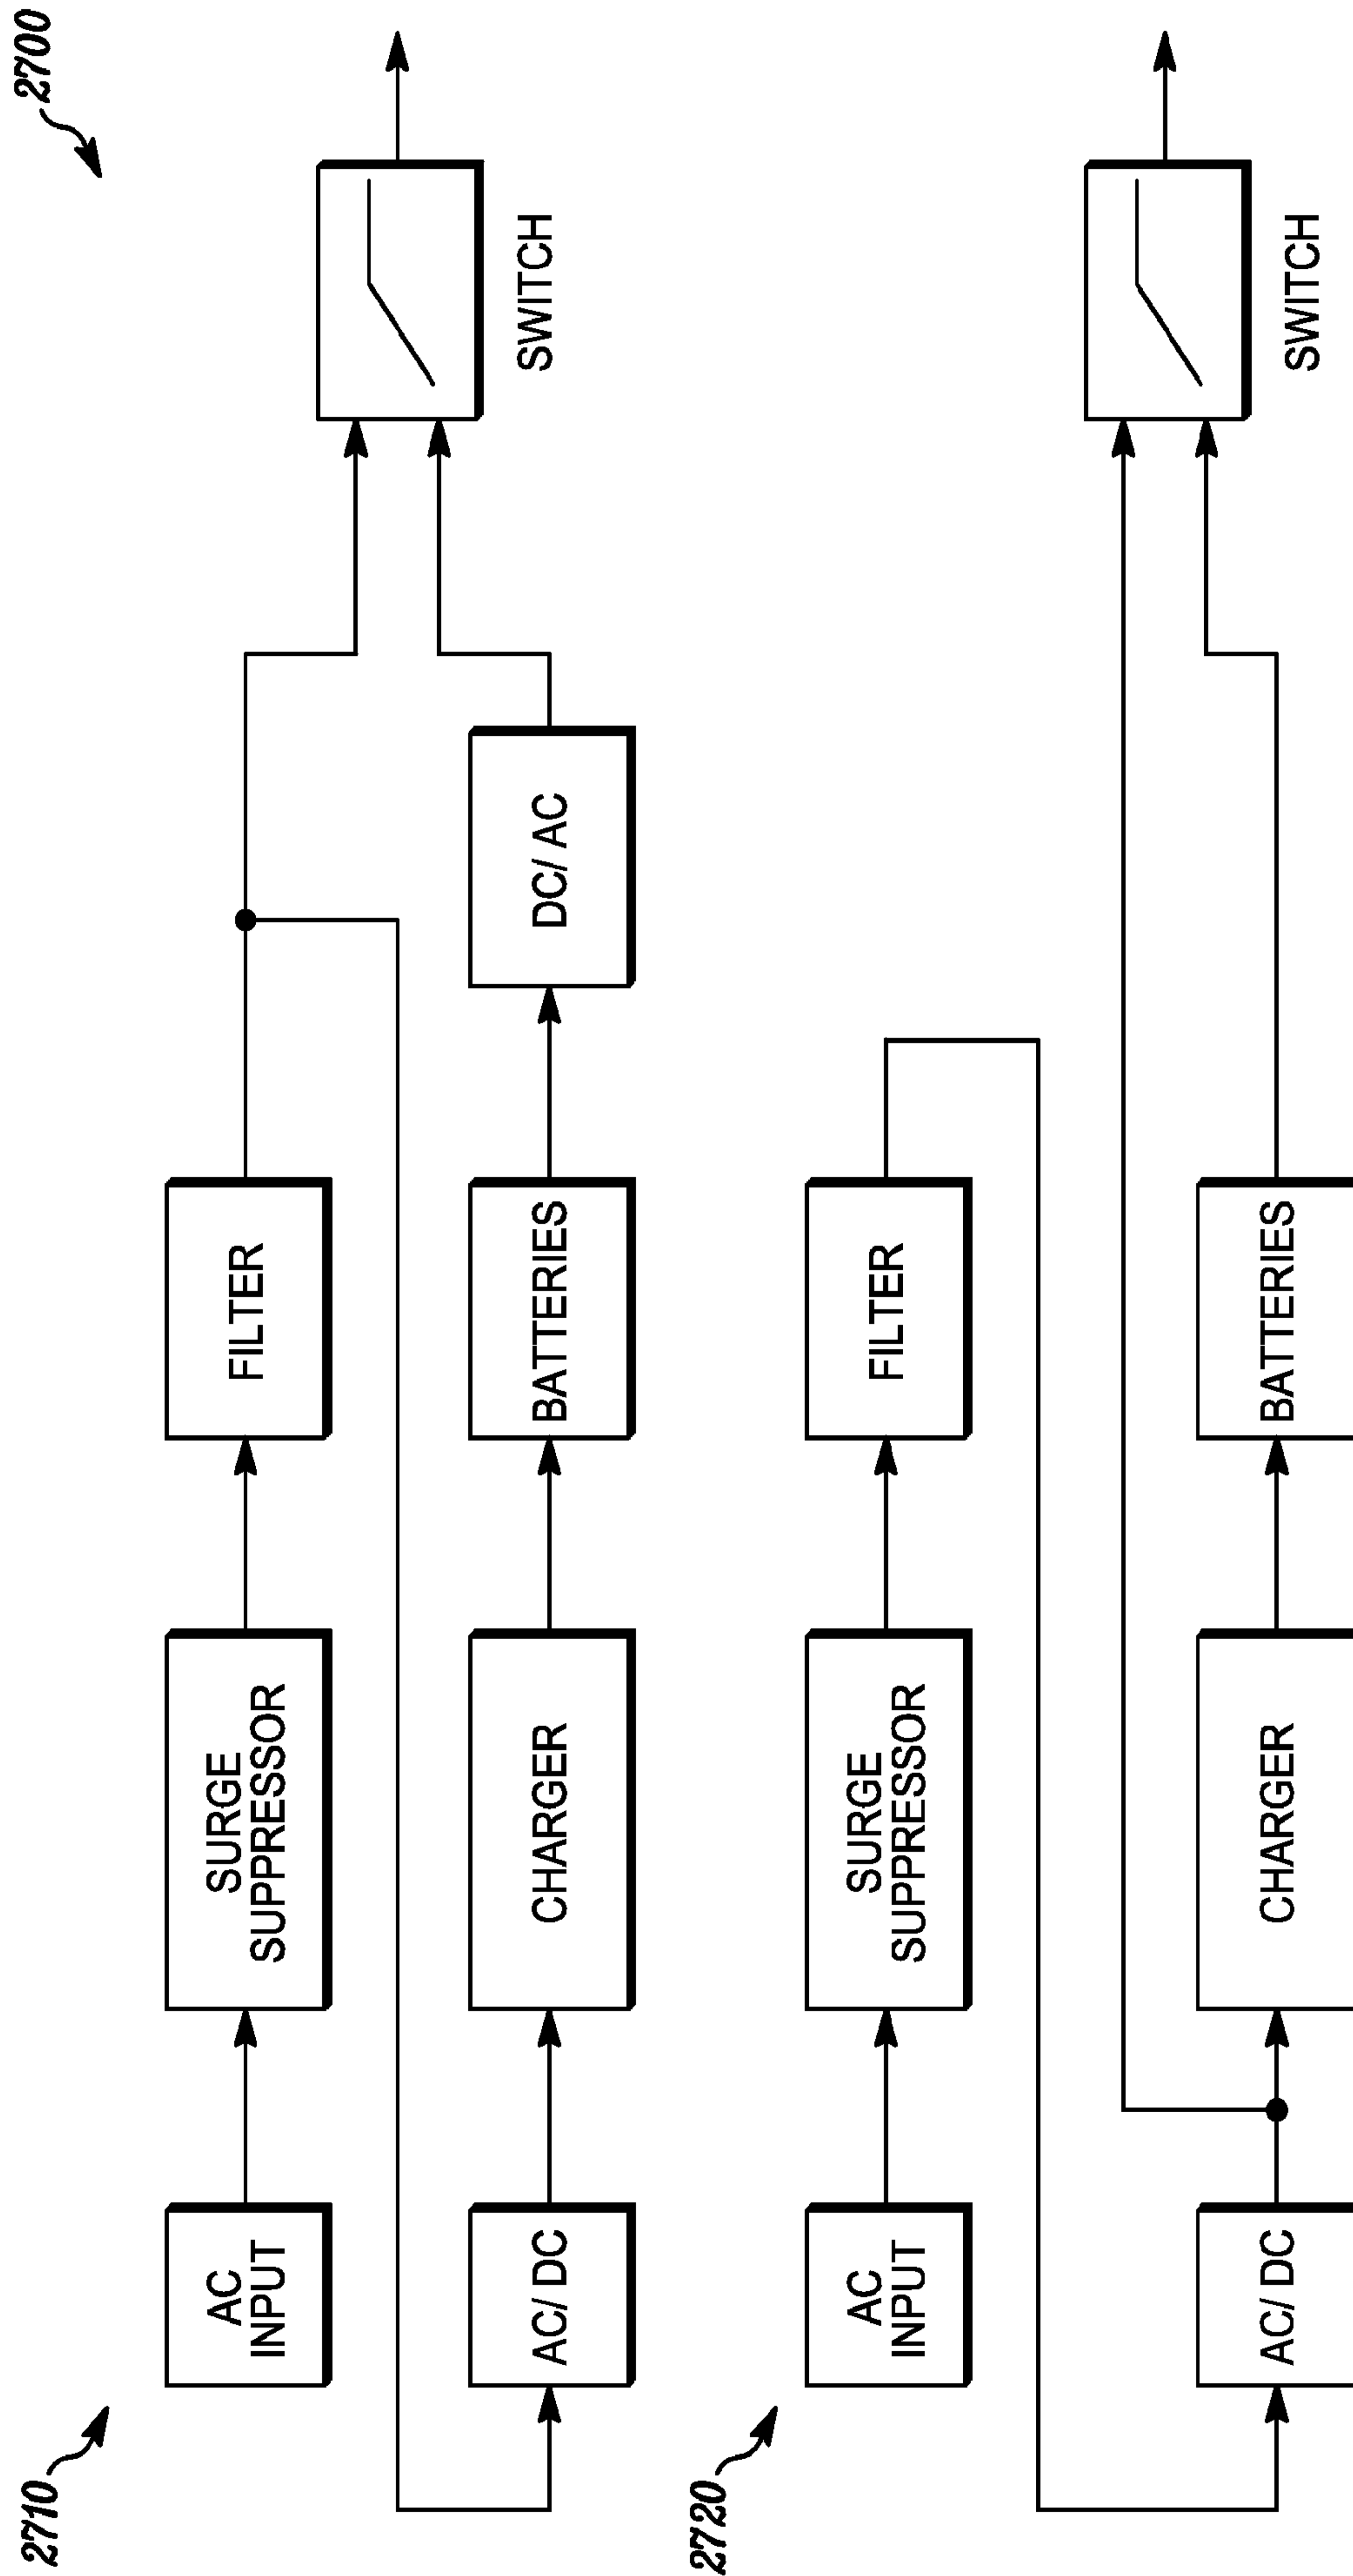 2700
2710
AC
INPUT
SURGE
SUPPRESSOR
FILTER
SWITCH
AC/ DC
CHARGER
BATTERIES
DC/ AC
2720
AC
INPUT
SURGE
SUPPRESSOR
FILTER
SWITCH
AC/ DC
CHARGER
BATTERIES